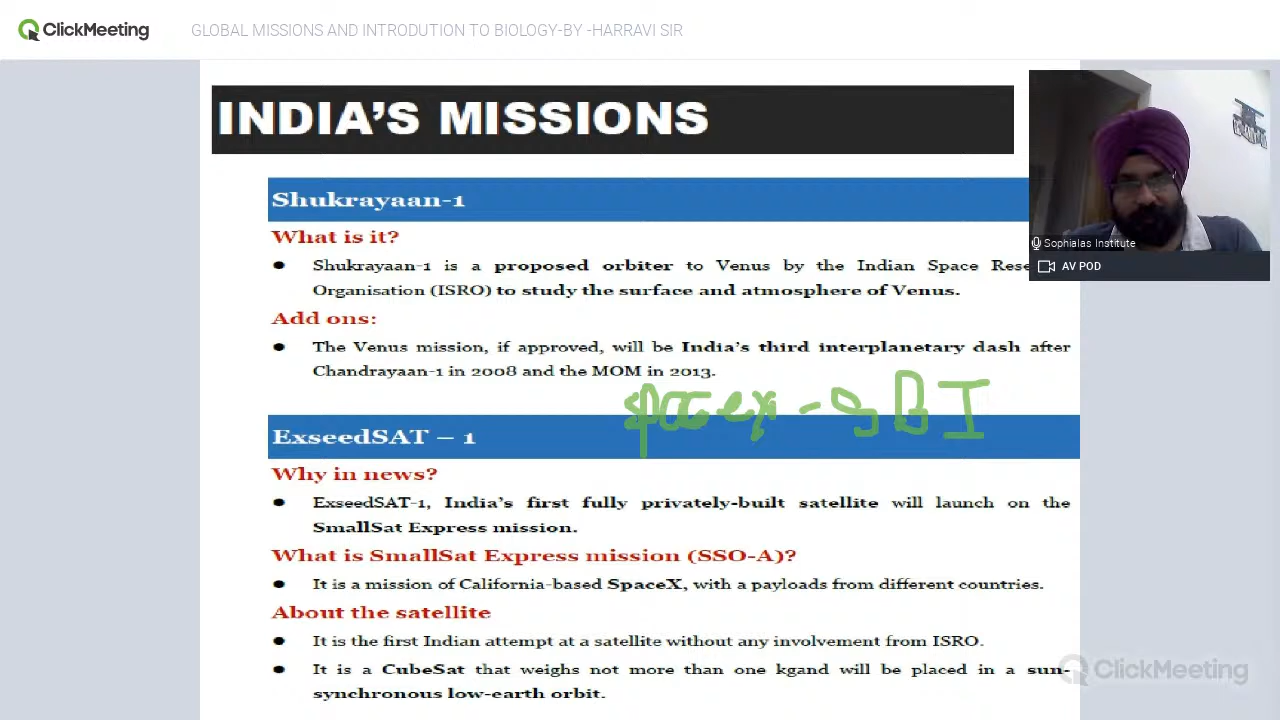 ClickMeeting
GLOBAL MISSIONS AND INTRODUTION TO BIOLOGY-BY -HARRAVI SIR
INDIA'S MISSIONS
Shukrayaan-1
What is it?
● Shukrayaan-1 is a proposed orbiter to Venus by the Indian Space Rese
Organisation (ISRO) to study the surface and atmosphere of Venus.
Add ons:
● The Venus mission, if approved, will be India's third interplanetary dash after
Chandrayaan-1 in 2008 and the MOM in 2013.
spacex - SBI
ExseedSAT – 1
Why in news?
● ExseedSAT-1, India's first fully privately-built satellite will launch on the
SmallSat Express mission.
What is SmallSat Express mission (SSO-A)?
● It is a mission of California-based SpaceX, with a payloads from different countries.
About the satellite
● It is the first Indian attempt at a satellite without any involvement from ISRO.
● It is a CubeSat that weighs not more than one kgand will be placed in a sun-
synchronous low-earth orbit.
Sophialas Institute
AV POD
ClickMeeting